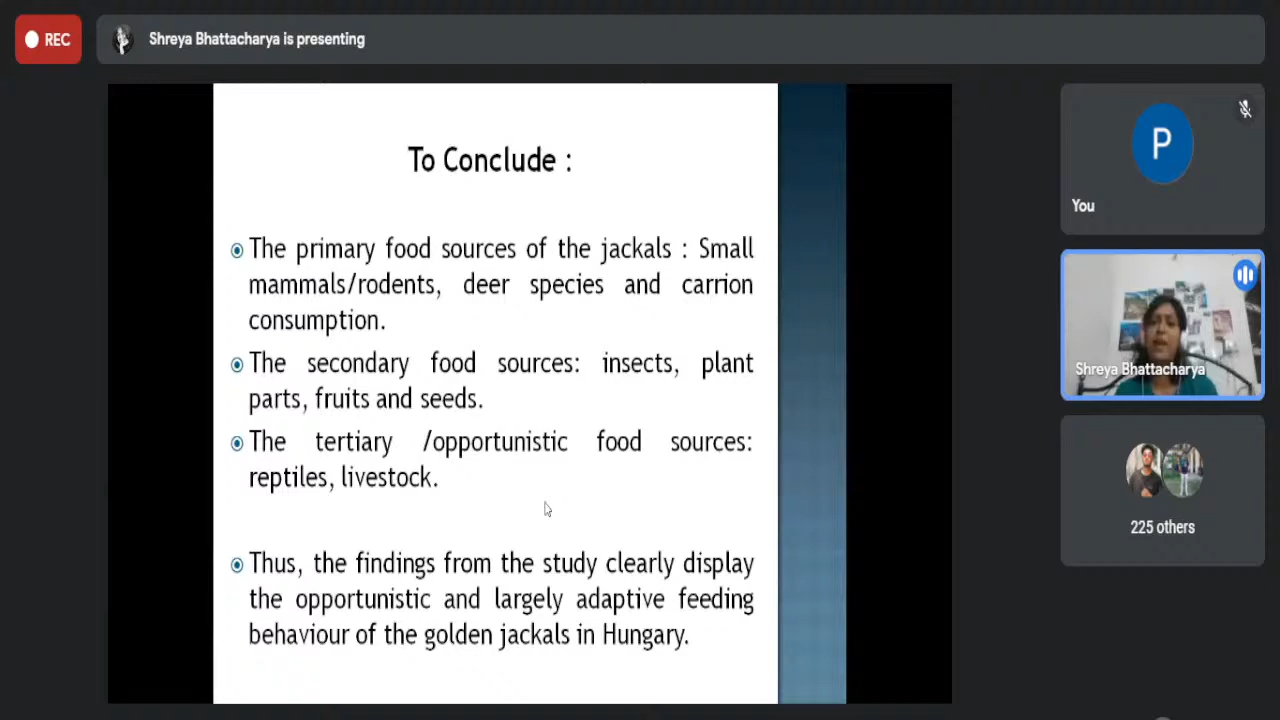 REC
Shreya Bhattacharya is presenting
To Conclude :
The primary food sources of the jackals : Small
mammals/rodents, deer species and carrion
consumption.
The secondary food sources: insects, plant
parts, fruits and seeds.
The tertiary /opportunistic food sources:
reptiles, livestock.
Thus, the findings from the study clearly display
the opportunistic and largely adaptive feeding
behaviour of the golden jackals in Hungary.
P
You
Shreya Bhattacharya
225 others